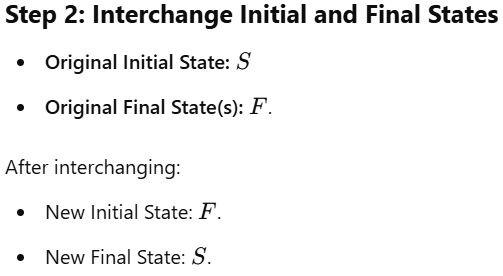 Step 2: Interchange Initial and Final States
• Original Initial State: S
• Original Final State(s): F.
After interchanging:
• New Initial State: F.
• New Final State: S.